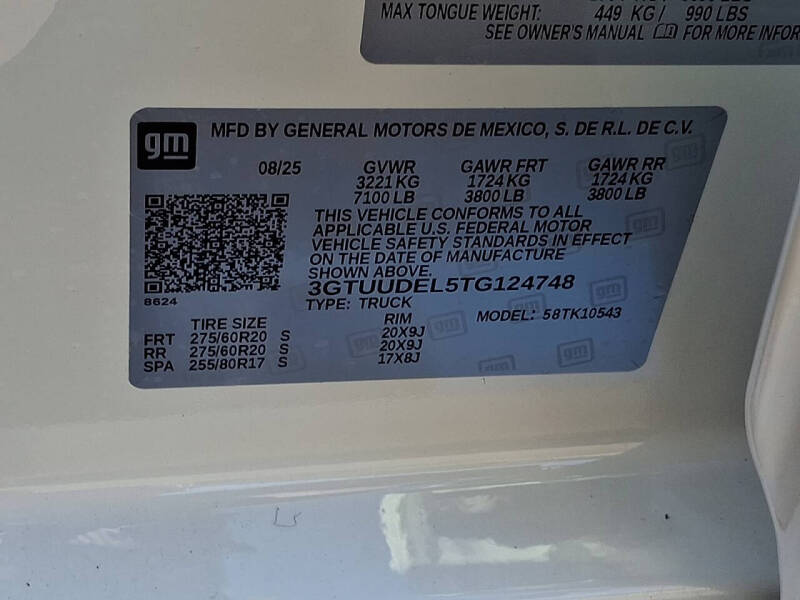 MAX TONGUE WEIGHT: 449 KG/ 990 LBS
SEE OWNER'S MANUAL FOR MORE INFOR
gm MFD BY GENERAL MOTORS DE MEXICO, S. DE R.L. DE C.V.
08/25 GVWR GAWR FRT GAWR RR
3221 KG 1724 KG 1724 KG
7100 LB 3800 LB 3800 LB
THIS VEHICLE CONFORMS TO ALL
APPLICABLE U.S. FEDERAL MOTOR
VEHICLE SAFETY STANDARDS IN EFFECT
ON THE DATE OF MANUFACTURE
SHOWN ABOVE.
8624
3GTUUDEL5TG124748
TYPE: TRUCK
TIRE SIZE RIM MODEL: 58TK10543
FRT 275/60R20 S 20X9J
RR 275/60R20 S 20X9J
SPA 255/80R17 S 17X8J